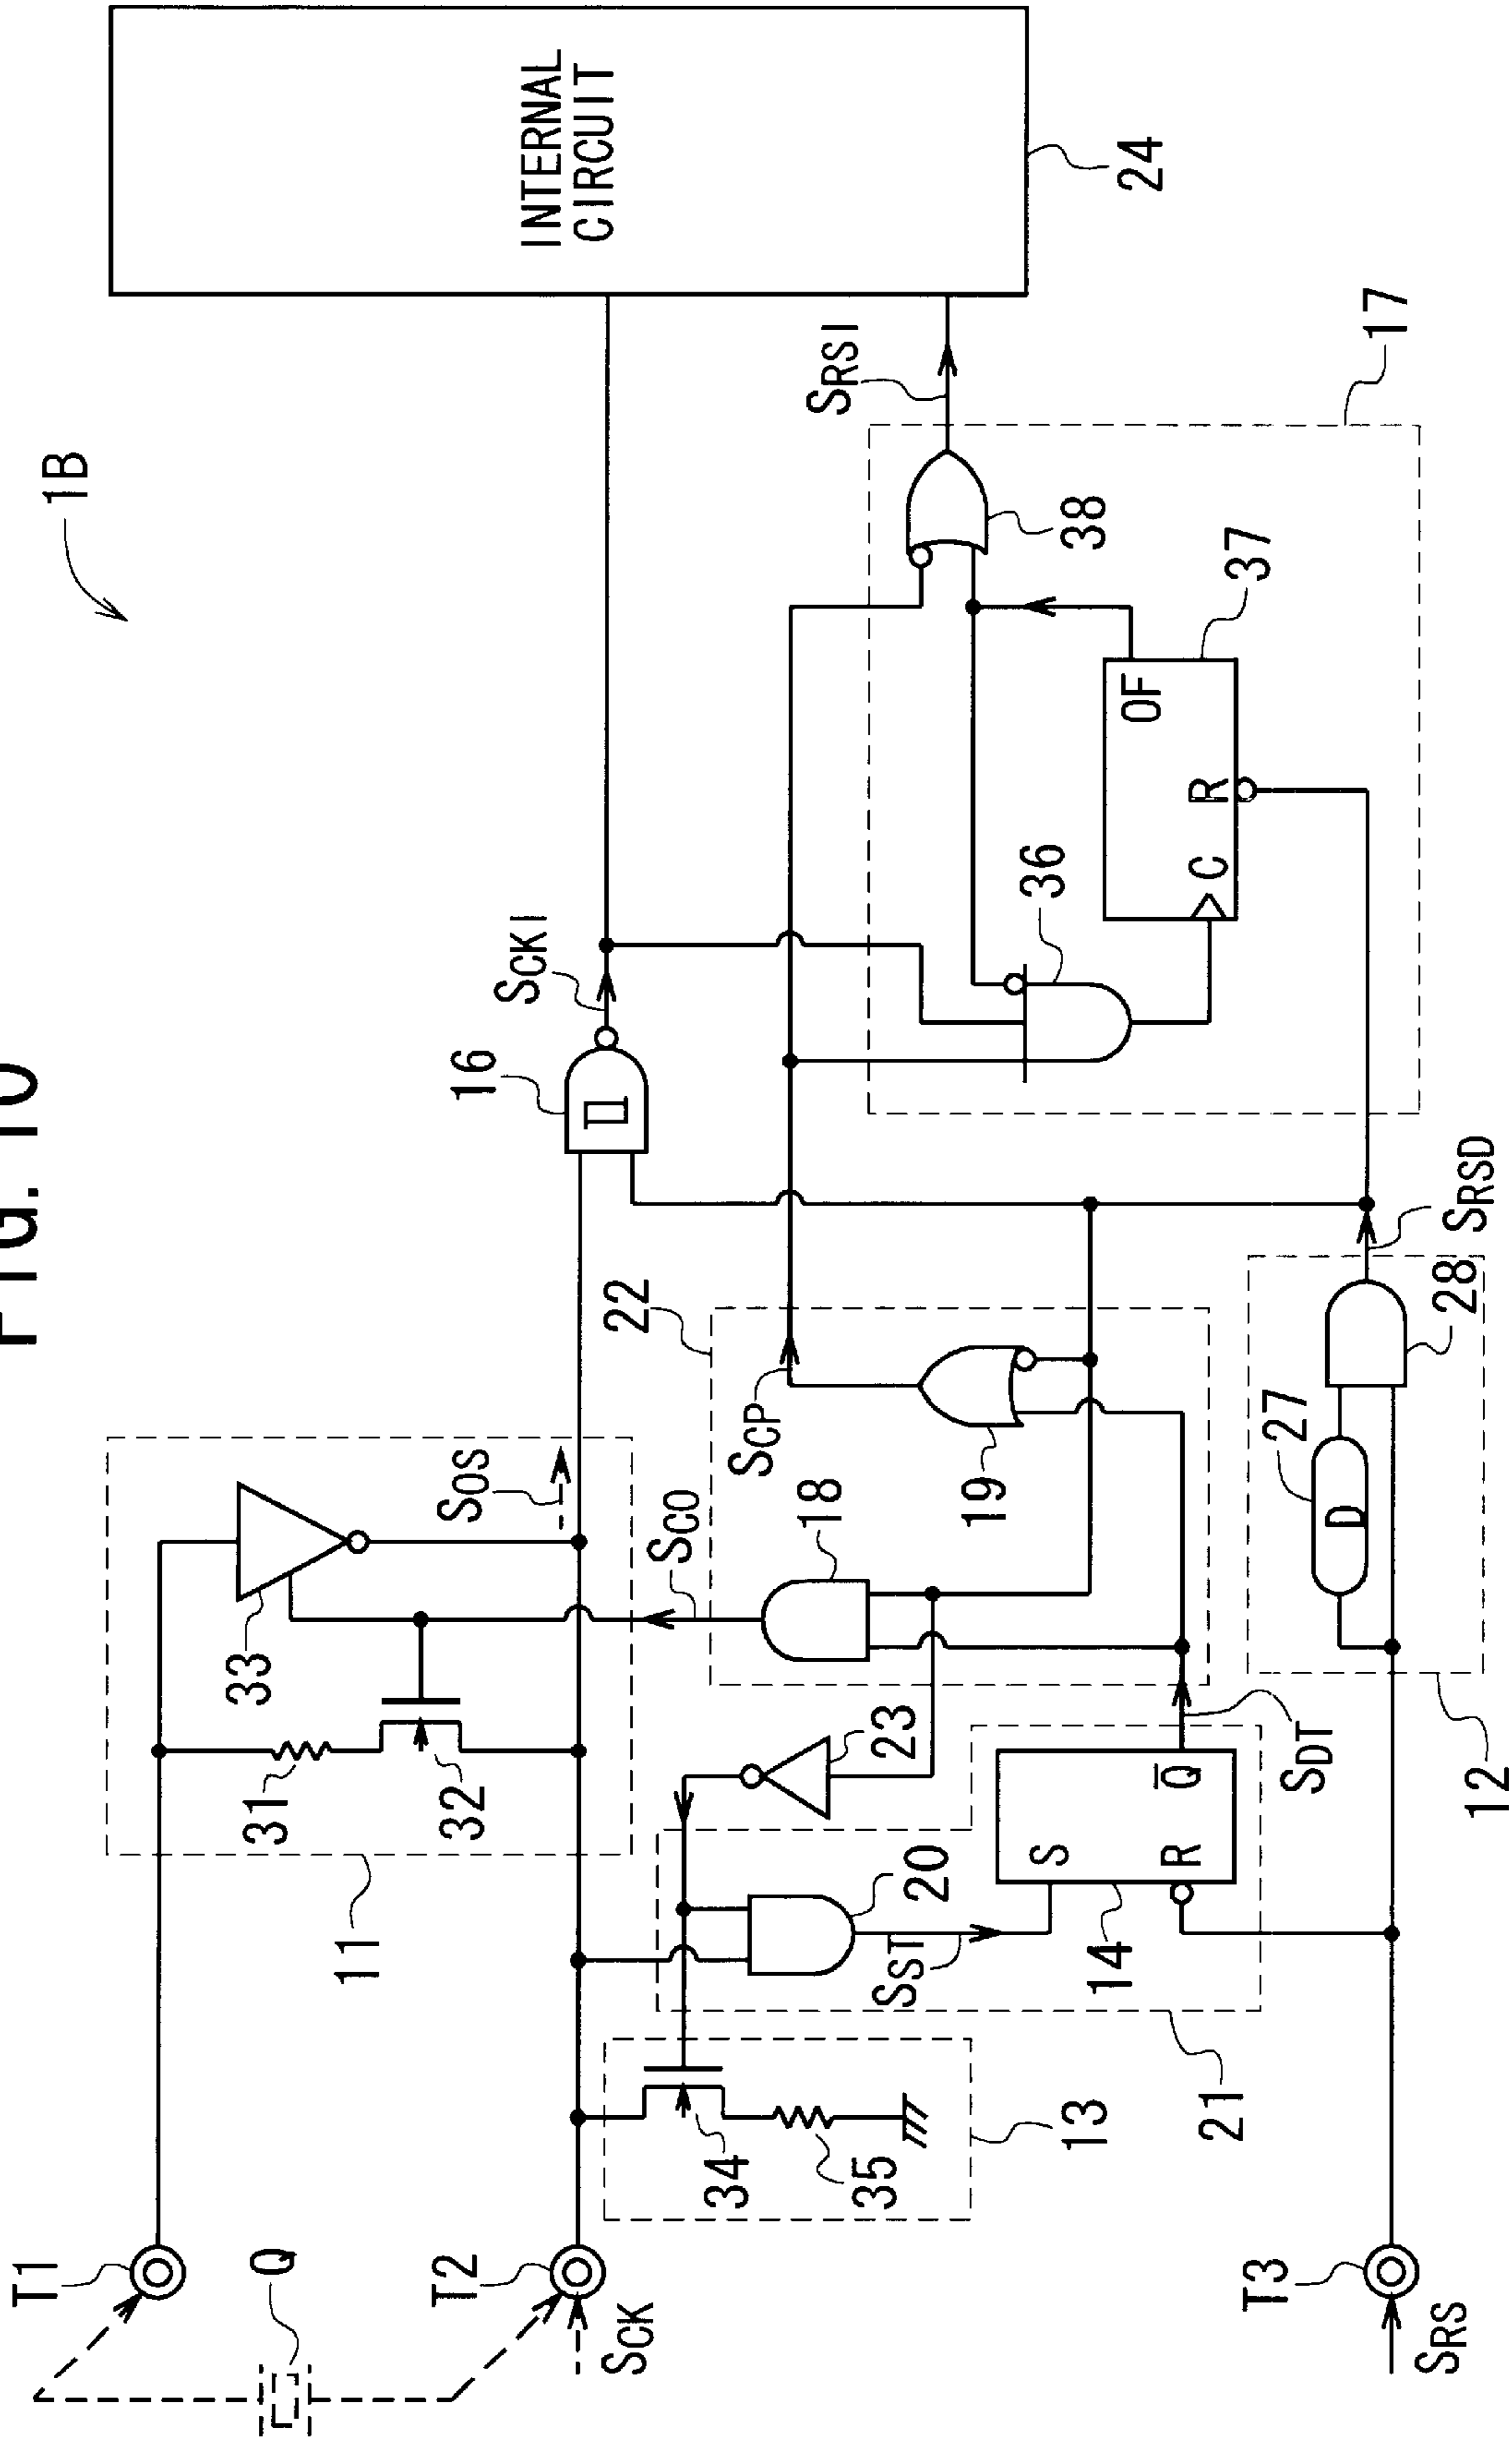 FIG. 10
1B
T1
Q
T2
SCK
T3
SRS
11
31
32
33
SOS
SCO
13
34
35
21
20
SST
14
S
R
Q̄
23
SDT
22
18
19
SCP
12
27
D
28
SRSD
16
SCKI
17
36
37
C
R
OF
38
SRSI
INTERNAL
CIRCUIT
24